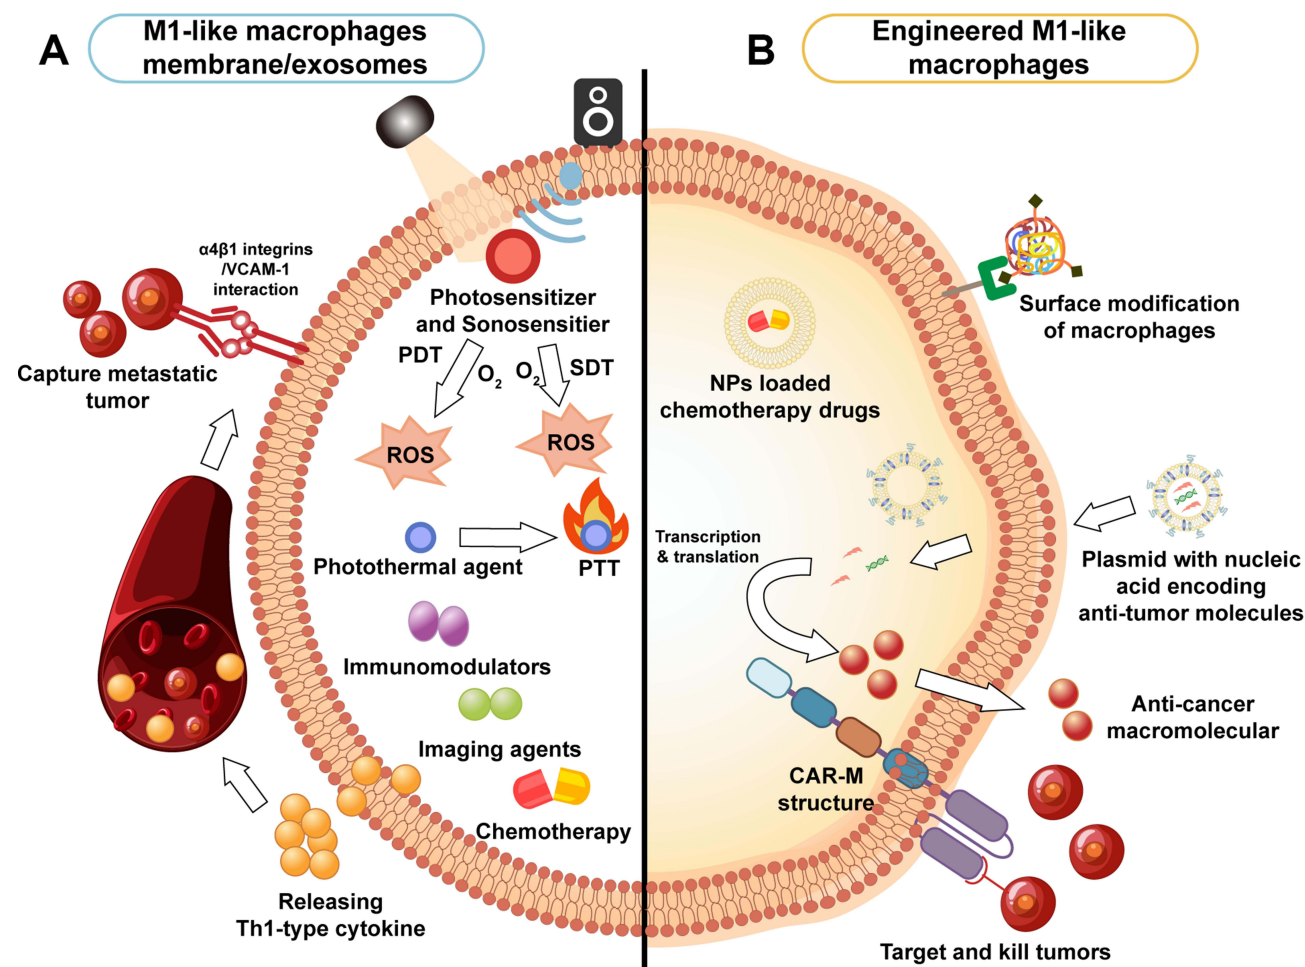 A
M1-like macrophages
membrane/exosomes
α4β1 integrins
/VCAM-1
interaction
Capture metastatic
tumor
Photosensitizer
and Sonosensitier
PDT
O2
O2
SDT
ROS
ROS
Photothermal agent
PTT
Immunomodulators
Imaging agents
Chemotherapy
Releasing
Th1-type cytokine
B
Engineered M1-like
macrophages
Surface modification
of macrophages
NPs loaded
chemotherapy drugs
Transcription
& translation
Plasmid with nucleic
acid encoding
anti-tumor molecules
Anti-cancer
macromolecular
CAR-M
structure
Target and kill tumors